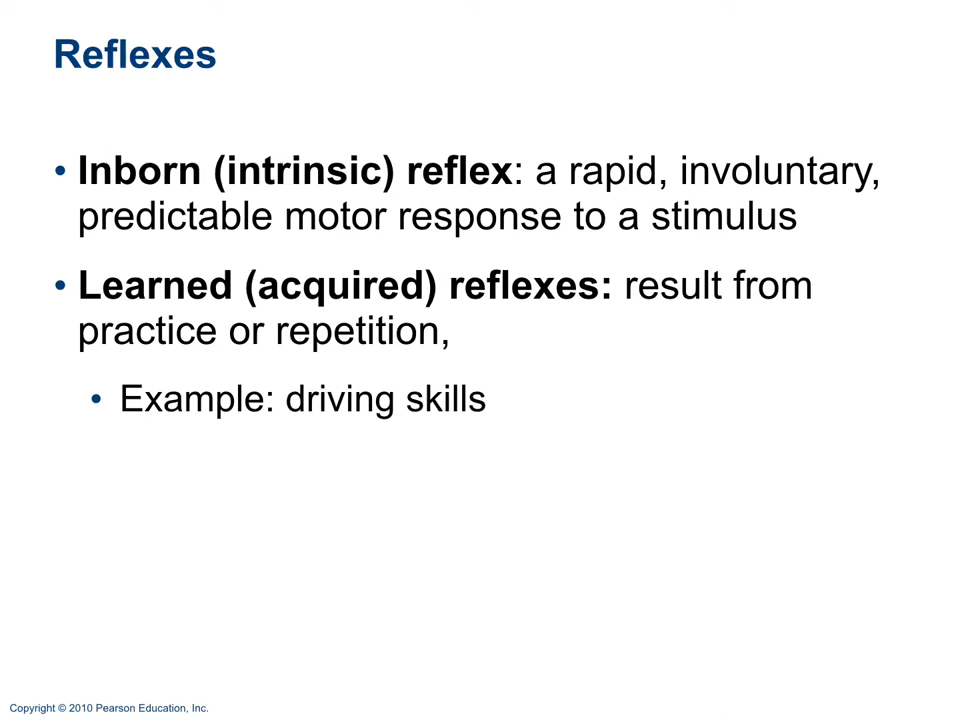 Reflexes
• Inborn (intrinsic) reflex: a rapid, involuntary,
predictable motor response to a stimulus
• Learned (acquired) reflexes: result from
practice or repetition,
• Example: driving skills
Copyright © 2010 Pearson Education, Inc.